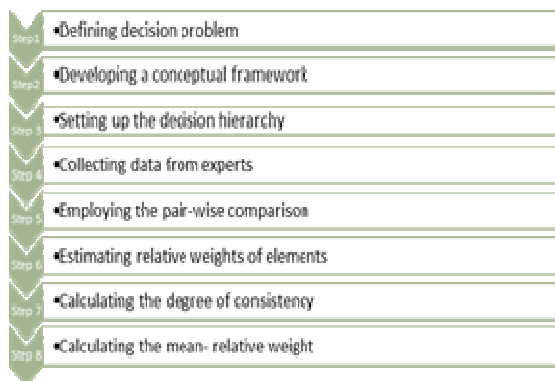 Step1 •Defining decision problem
Step2 •Developing a conceptual framework
Step 3 •Setting up the decision hierarchy
Step 4 •Collecting data from experts
Step 5 •Employing the pair-wise comparison
Step 6 •Estimating relative weights of elements
Step 7 •Calculating the degree of consistency
Step 8 •Calculating the mean- relative weight